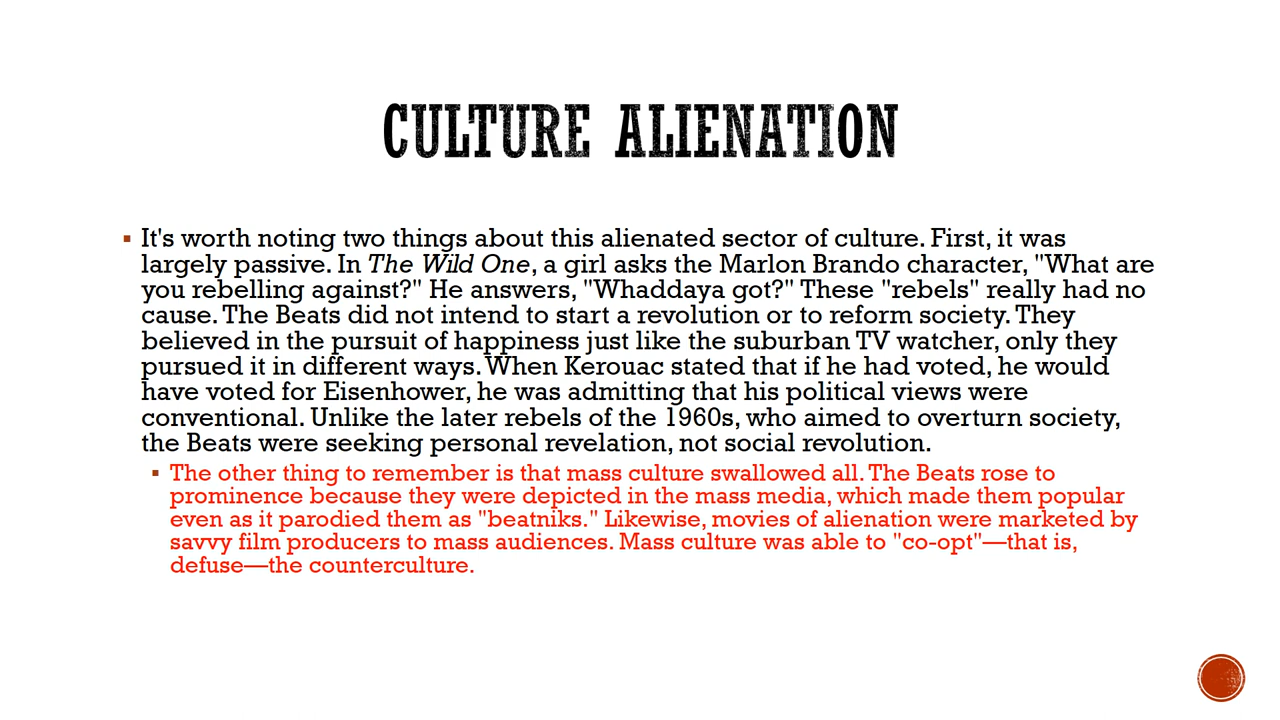 CULTURE ALIENATION
▪ It's worth noting two things about this alienated sector of culture. First, it was
largely passive. In The Wild One, a girl asks the Marlon Brando character, "What are
you rebelling against?" He answers, "Whaddaya got?" These "rebels" really had no
cause. The Beats did not intend to start a revolution or to reform society. They
believed in the pursuit of happiness just like the suburban TV watcher, only they
pursued it in different ways. When Kerouac stated that if he had voted, he would
have voted for Eisenhower, he was admitting that his political views were
conventional. Unlike the later rebels of the 1960s, who aimed to overturn society,
the Beats were seeking personal revelation, not social revolution.
▪ The other thing to remember is that mass culture swallowed all. The Beats rose to
prominence because they were depicted in the mass media, which made them popular
even as it parodied them as "beatniks." Likewise, movies of alienation were marketed by
savvy film producers to mass audiences. Mass culture was able to "co-opt"—that is,
defuse—the counterculture.